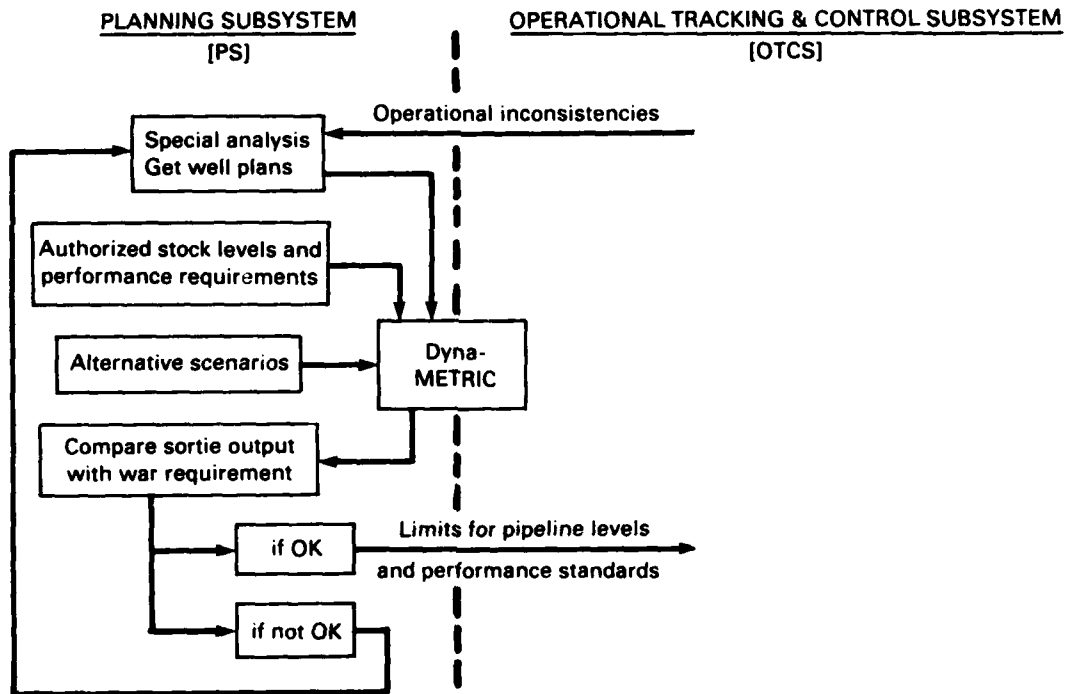 PLANNING SUBSYSTEM
[PS]
OPERATIONAL TRACKING & CONTROL SUBSYSTEM
[OTCS]
Operational inconsistencies
Special analysis
Get well plans
Authorized stock levels and
performance requirements
Alternative scenarios
Dyna-
METRIC
Compare sortie output
with war requirement
if OK
Limits for pipeline levels
and performance standards
if not OK